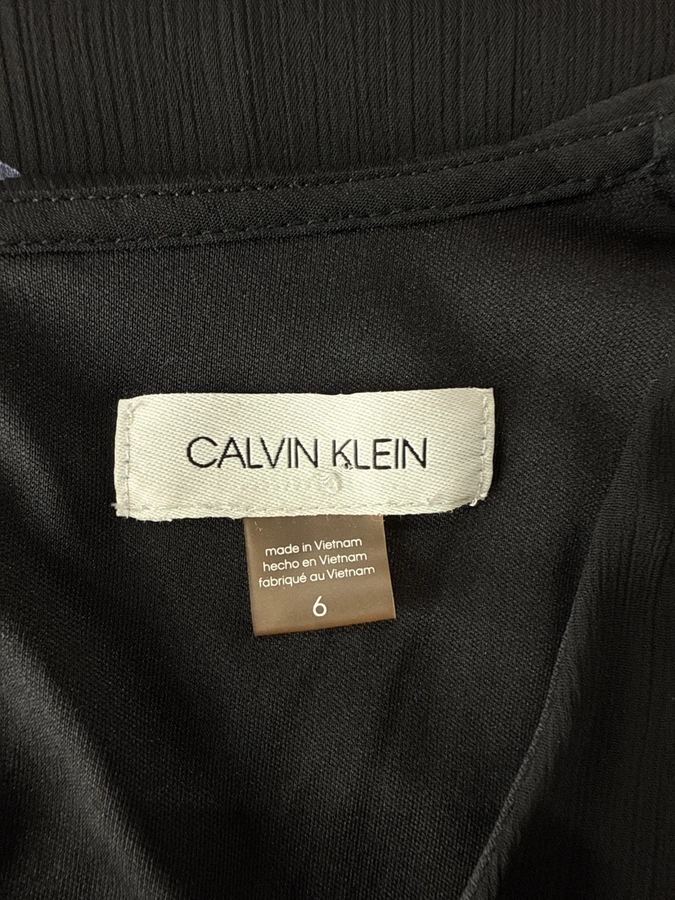 CALVIN KLEIN
made in Vietnam
hecho en Vietnam
fabriqué au Vietnam
6